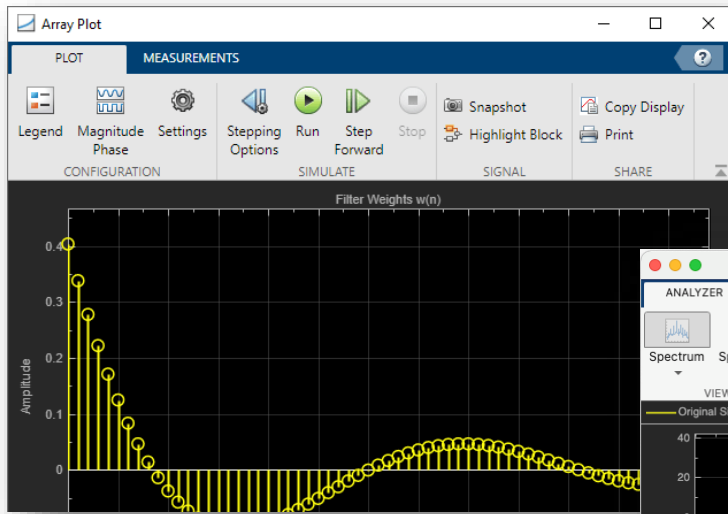 Array Plot
PLOT
MEASUREMENTS
?
Legend
Magnitude
Phase
Settings
Stepping
Options
Run
Step
Forward
Stop
Snapshot
Highlight Block
Copy Display
Print
CONFIGURATION
SIMULATE
SIGNAL
SHARE
Filter Weights w(n)
Amplitude
0.4
0.3
0.2
0.1
0
ANALYZER
Spectrum
Sp
VIEW
Original Si
40
20